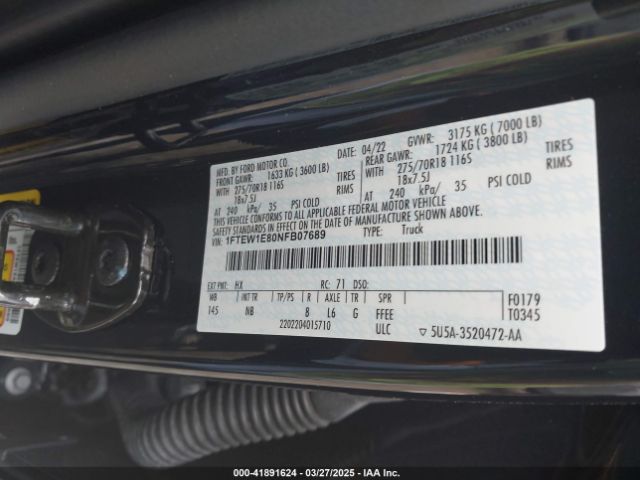 MFD. BY FORD MOTOR CO. DATE: 04/22 GVWR: 3175 KG ( 7000 LB)
FRONT GAWR: 1633 KG ( 3600 LB) REAR GAWR: 1724 KG ( 3800 LB)
WITH 275/70R18 116S TIRES WITH 275/70R18 116S TIRES
18x7.5J RIMS 18x7.5J RIMS
AT 240 kPa/ 35 PSI COLD AT 240 kPa/ 35 PSI COLD
THIS VEHICLE CONFORMS TO ALL APPLICABLE FEDERAL MOTOR VEHICLE
SAFETY STANDARDS IN EFFECT ON THE DATE OF MANUFACTURE SHOWN ABOVE.
VIN: 1FTEW1E80NFB07689 TYPE: Truck
EXT PNT: HX RC: 71 DSO:
WB INT TR TP/PS R AXLE TR SPR F0179
145 NB 8 L6 G T0345
2202204015710 ULC ▽ 5U5A-3520472-AA
000-41891624 | 03/27/2025 | IAA Inc.